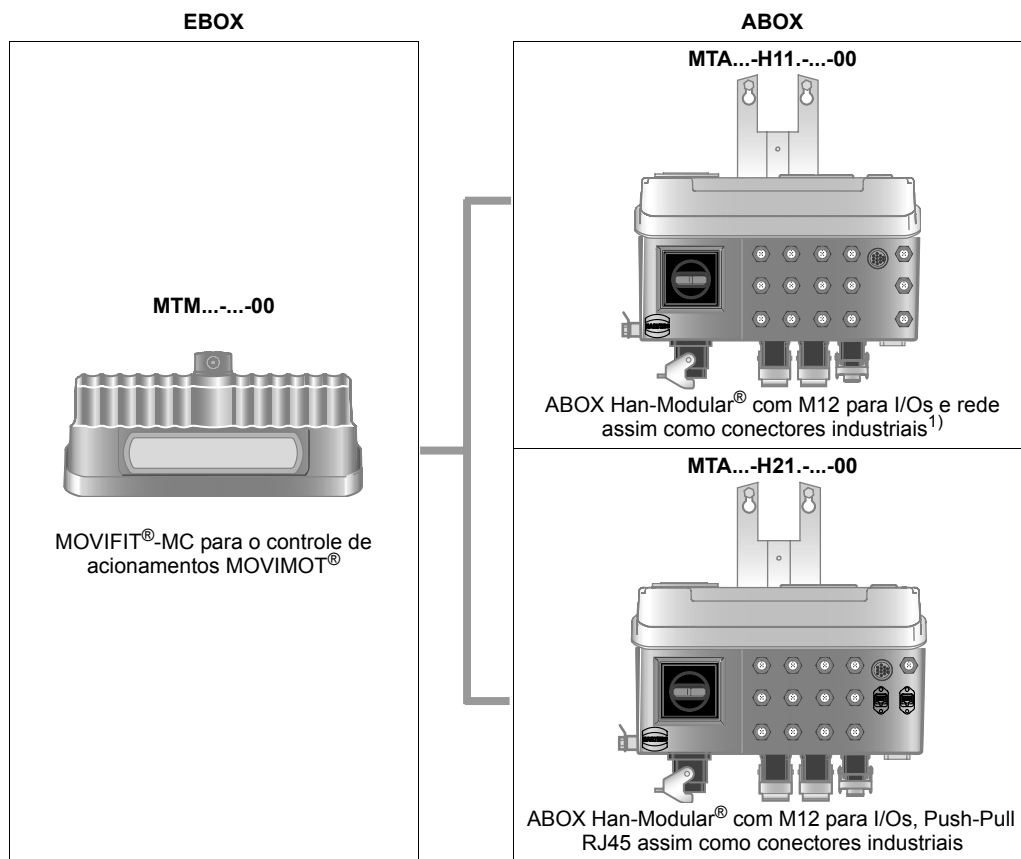 EBOX
ABOX
MTM...-...-00
MOVIFIT®-MC para o controle de
acionamentos MOVIMOT®
MTA...-H11.-...-00
ABOX Han-Modular® com M12 para I/Os e rede
assim como conectores industriais1)
MTA...-H21.-...-00
ABOX Han-Modular® com M12 para I/Os, Push-Pull
RJ45 assim como conectores industriais